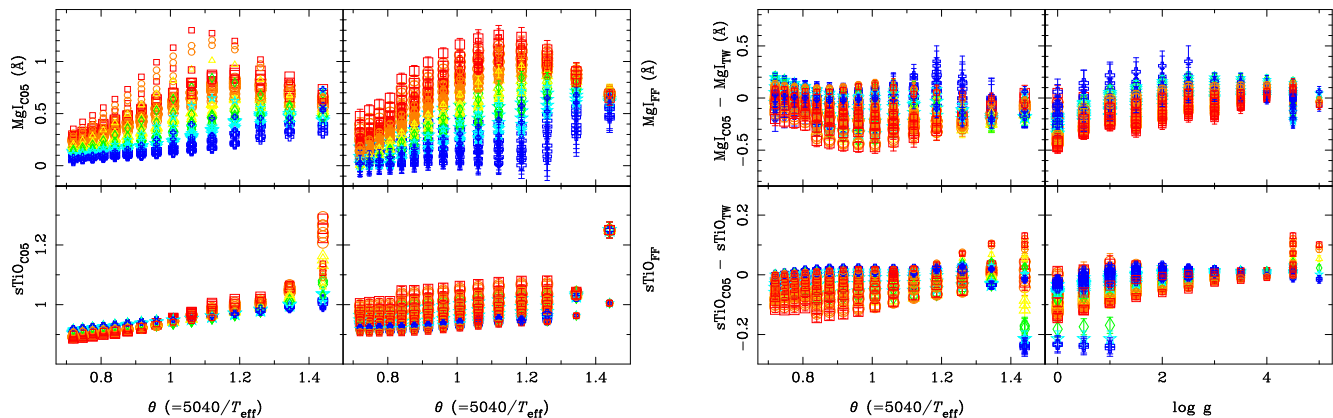 MgI_C05 (Å)
1
0.5
0
MgI_FF (Å)
sTiO_C05
1.2
1
sTiO_FF
0.8 1 1.2 1.4 0.8 1 1.2 1.4
θ (=5040/T_eff) θ (=5040/T_eff)
MgI_C05 − MgI_TW (Å)
0.5
0
−0.5
sTiO_C05 − sTiO_TW
0.2
0
−0.2
0.8 1 1.2 1.4 0 2 4
θ (=5040/T_eff) log g